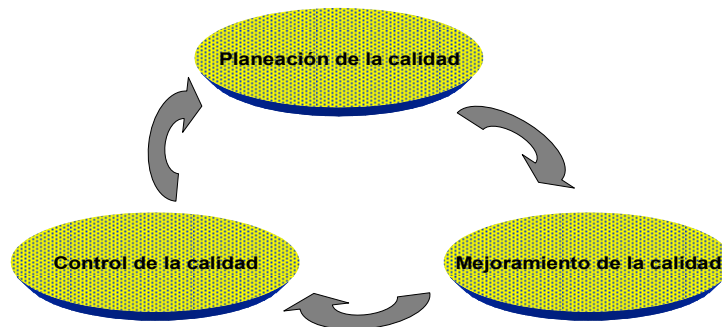 Planeación de la calidad
Control de la calidad
Mejoramiento de la calidad